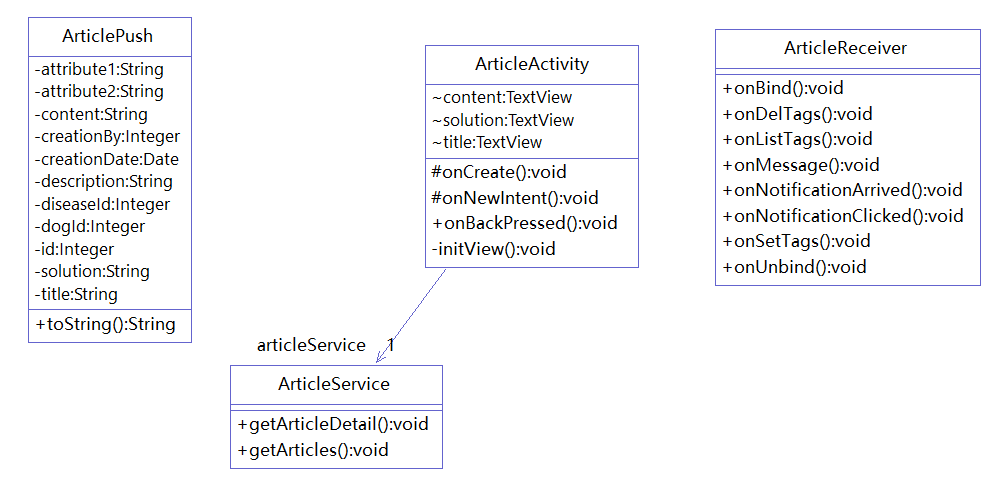 ArticlePush
-attribute1:String
-attribute2:String
-content:String
-creationBy:Integer
-creationDate:Date
-description:String
-diseaseId:Integer
-dogId:Integer
-id:Integer
-solution:String
-title:String
+toString():String
ArticleActivity
~content:TextView
~solution:TextView
~title:TextView
#onCreate():void
#onNewIntent():void
+onBackPressed():void
-initView():void
ArticleReceiver
+onBind():void
+onDelTags():void
+onListTags():void
+onMessage():void
+onNotificationArrived():void
+onNotificationClicked():void
+onSetTags():void
+onUnbind():void
articleService 1
ArticleService
+getArticleDetail():void
+getArticles():void